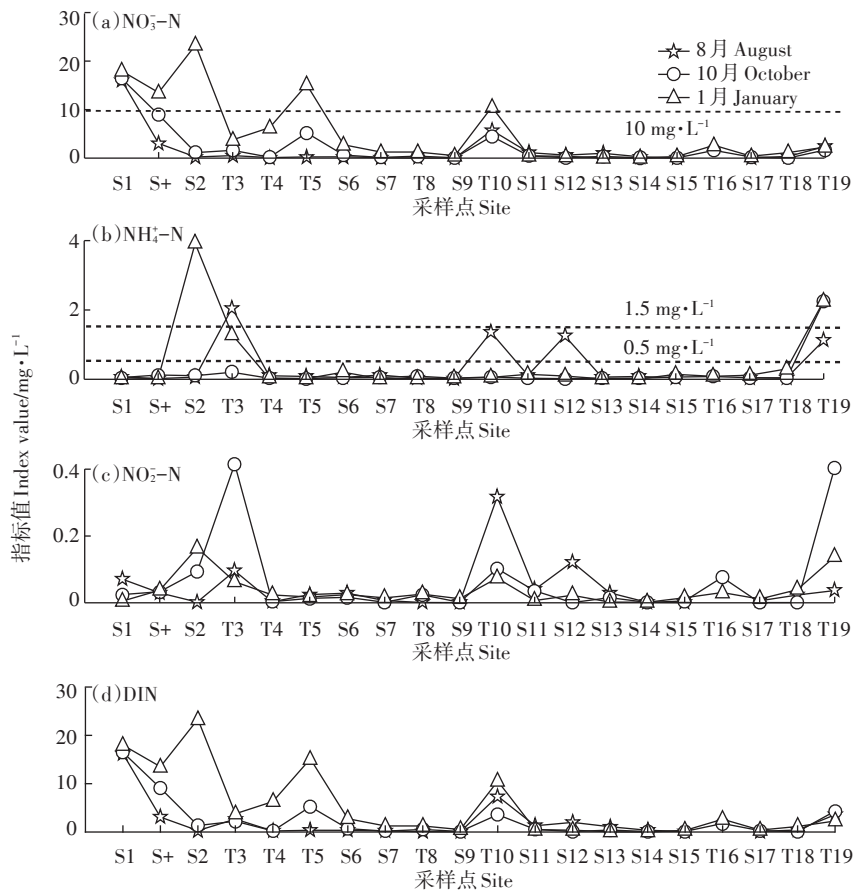 指标值 Index value/mg·L⁻¹
(a)NO₃⁻-N
☆ 8月 August
○ 10月 October
△ 1月 January
30
20
10
0
10 mg·L⁻¹
S1 S+ S2 T3 T4 T5 S6 S7 T8 S9 T10 S11 S12 S13 S14 S15 T16 S17 T18 T19
采样点 Site
(b)NH₄⁺-N
4
2
0
1.5 mg·L⁻¹
0.5 mg·L⁻¹
S1 S+ S2 T3 T4 T5 S6 S7 T8 S9 T10 S11 S12 S13 S14 S15 T16 S17 T18 T19
采样点 Site
(c)NO₂⁻-N
0.4
0.2
0
S1 S+ S2 T3 T4 T5 S6 S7 T8 S9 T10 S11 S12 S13 S14 S15 T16 S17 T18 T19
采样点 Site
(d)DIN
30
20
10
0
S1 S+ S2 T3 T4 T5 S6 S7 T8 S9 T10 S11 S12 S13 S14 S15 T16 S17 T18 T19
采样点 Site